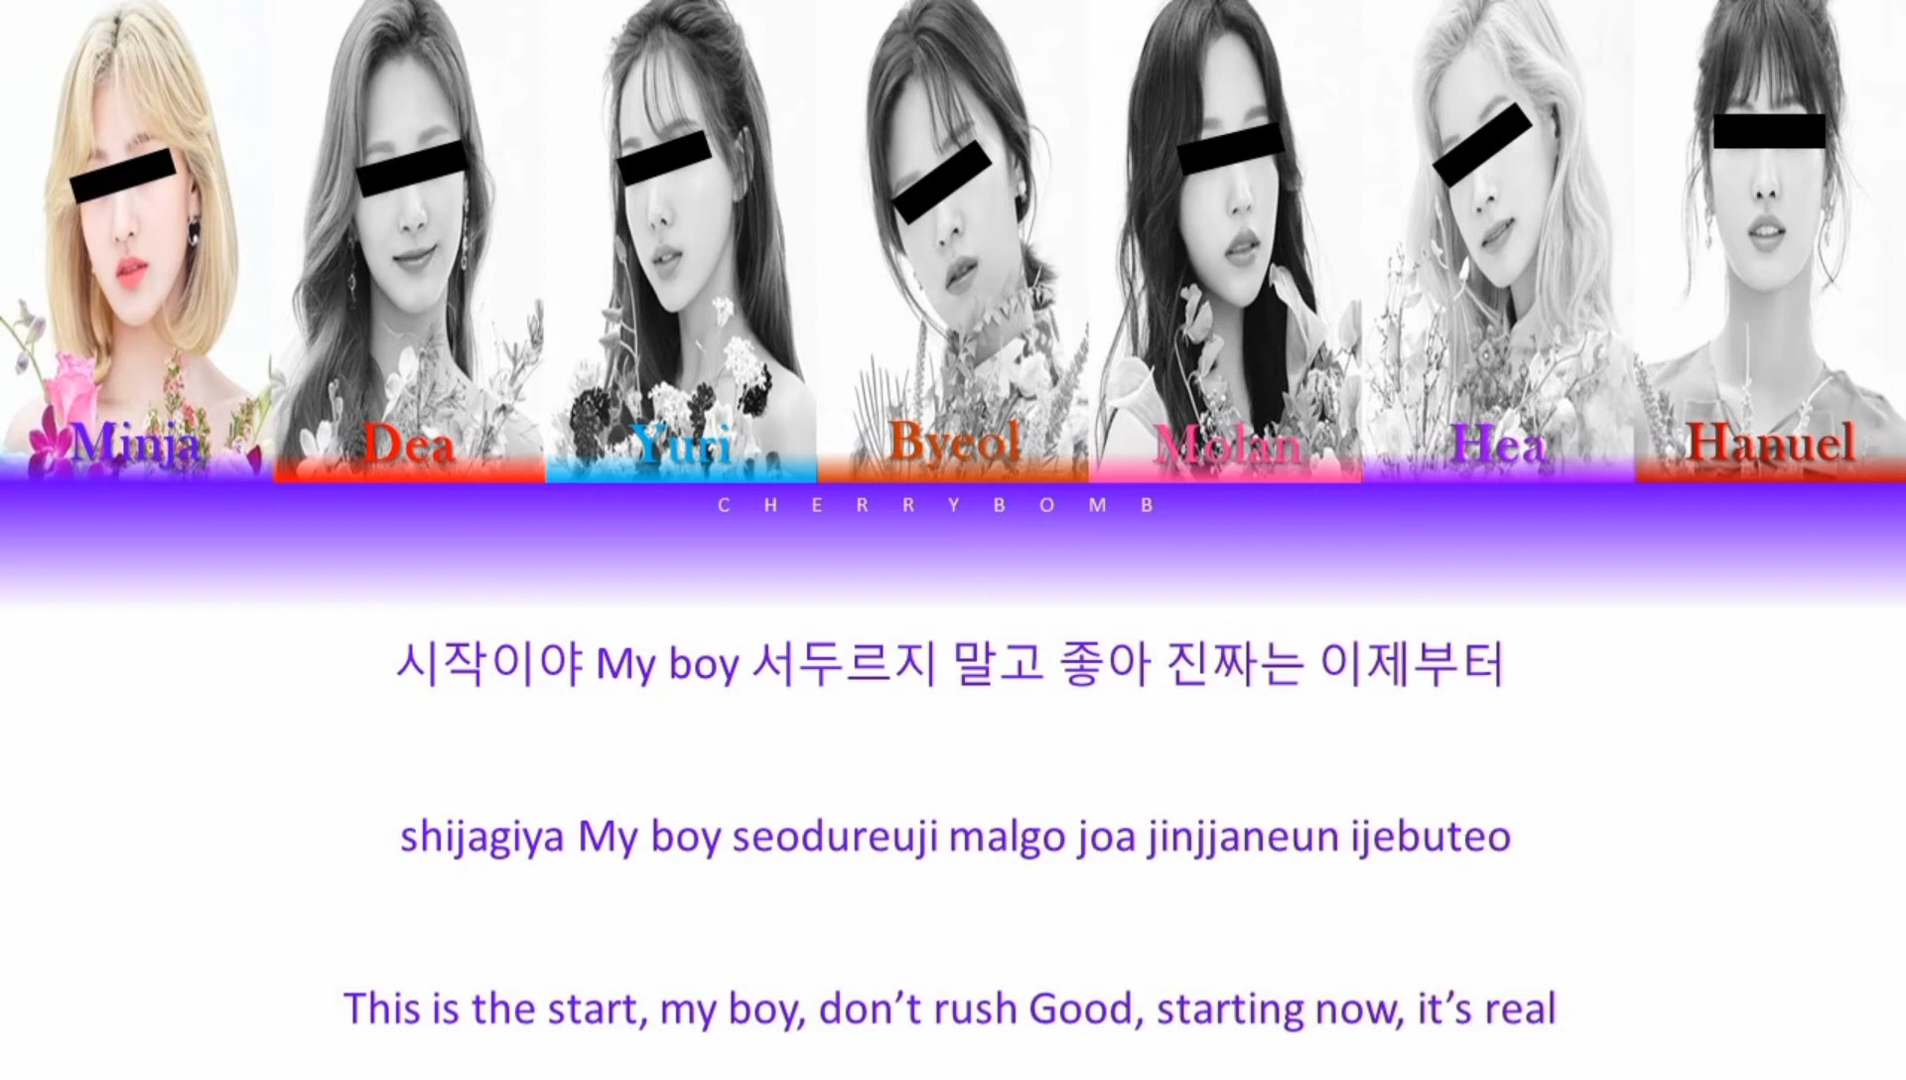 Minja
Dea
Yuri
Byeol
Molan
Hea
Hanuel
CHERRYBOMB
시작이야 My boy 서두르지 말고 좋아 진짜는 이제부터
shijagiya My boy seodureuji malgo joa jinjjaneun ijebuteo
This is the start, my boy, don’t rush Good, starting now, it’s real